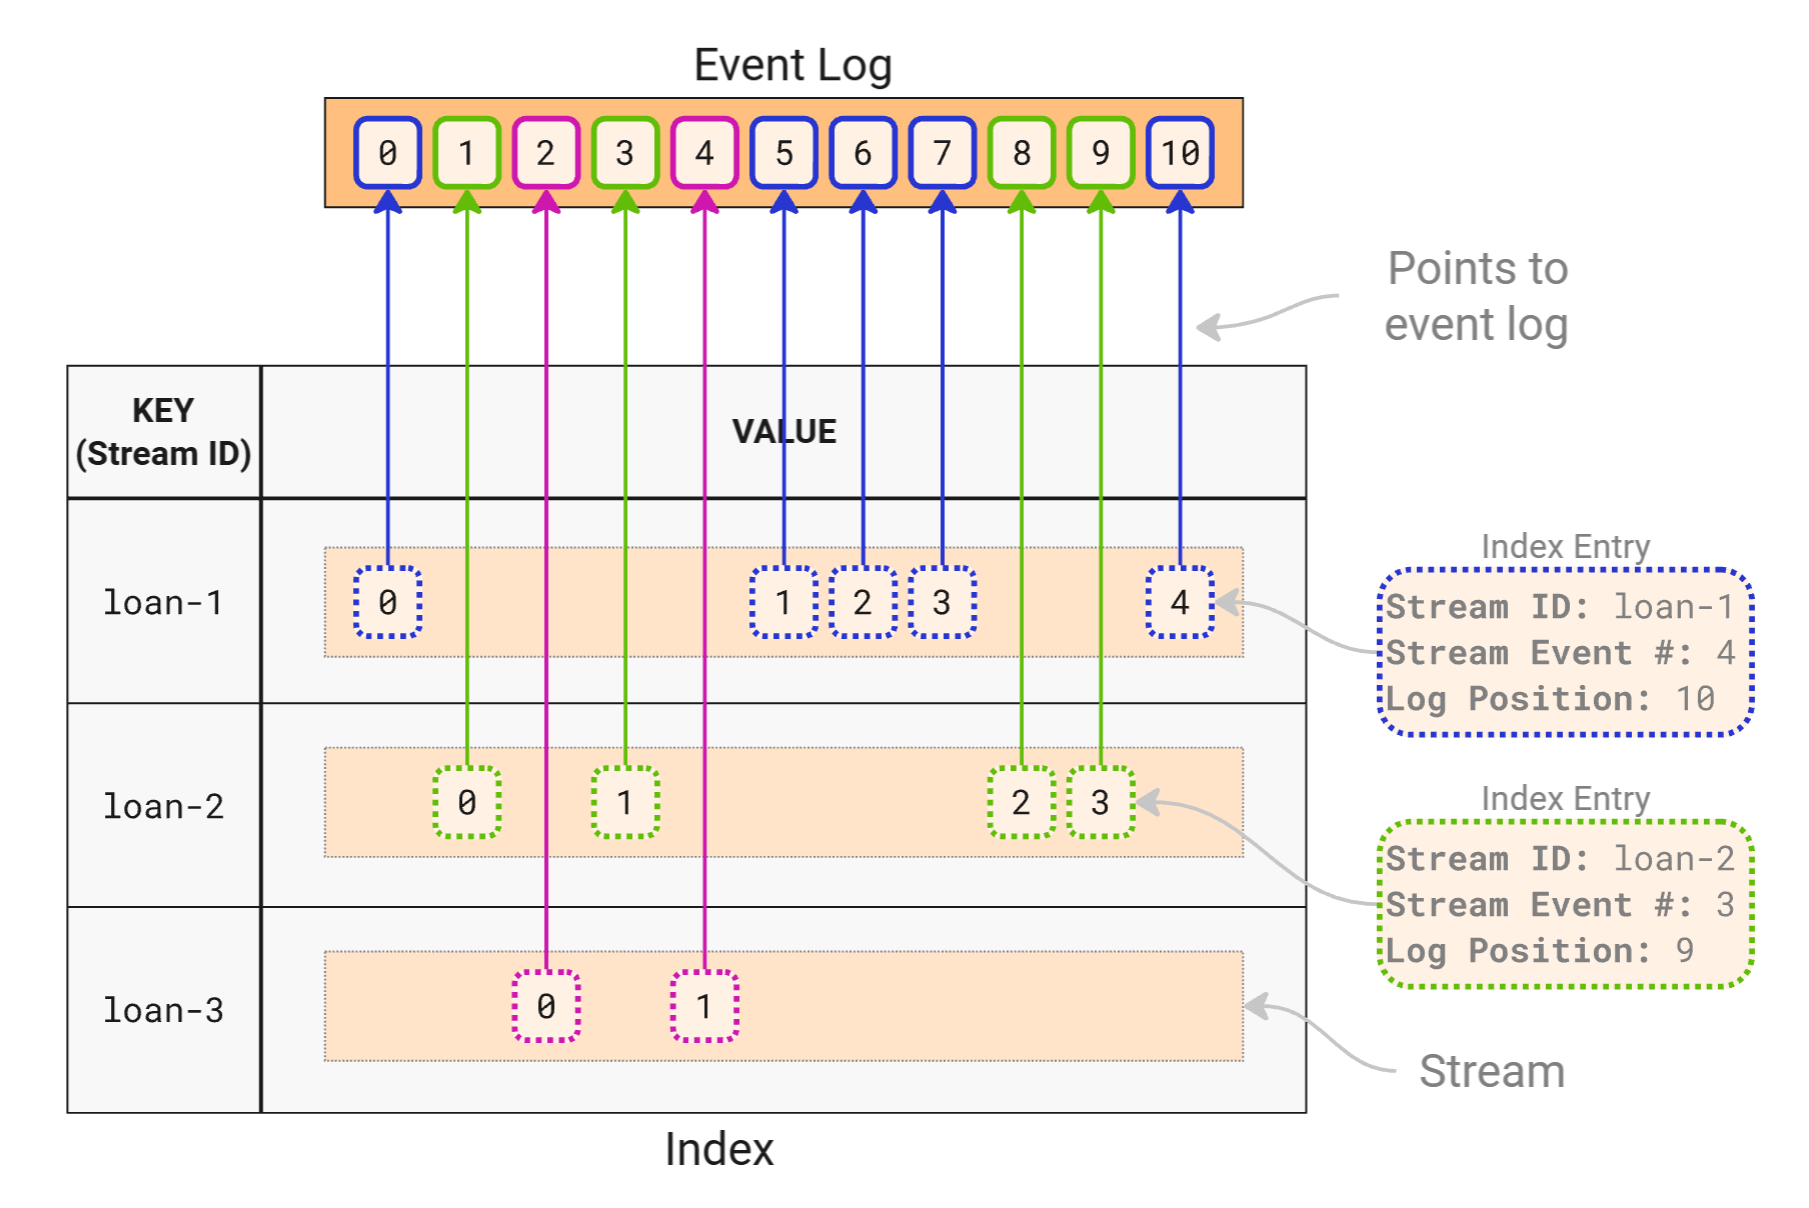 Event Log
0 1 2 3 4 5 6 7 8 9 10
Points to
event log
KEY
(Stream ID)
VALUE
loan-1
0 1 2 3 4
Index Entry
Stream ID: loan-1
Stream Event #: 4
Log Position: 10
loan-2
0 1 2 3
Index Entry
Stream ID: loan-2
Stream Event #: 3
Log Position: 9
loan-3
0 1
Stream
Index